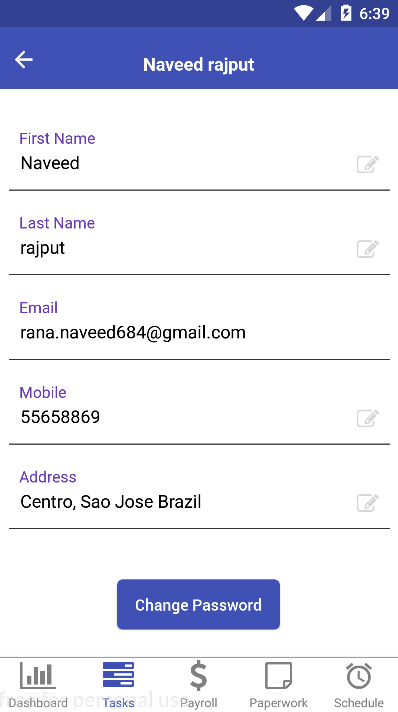 6:39
Naveed rajput
First Name
Naveed
Last Name
rajput
Email
rana.naveed684@gmail.com
Mobile
55658869
Address
Centro, Sao Jose Brazil
Change Password
free for personal use
Dashboard Tasks Payroll Paperwork Schedule